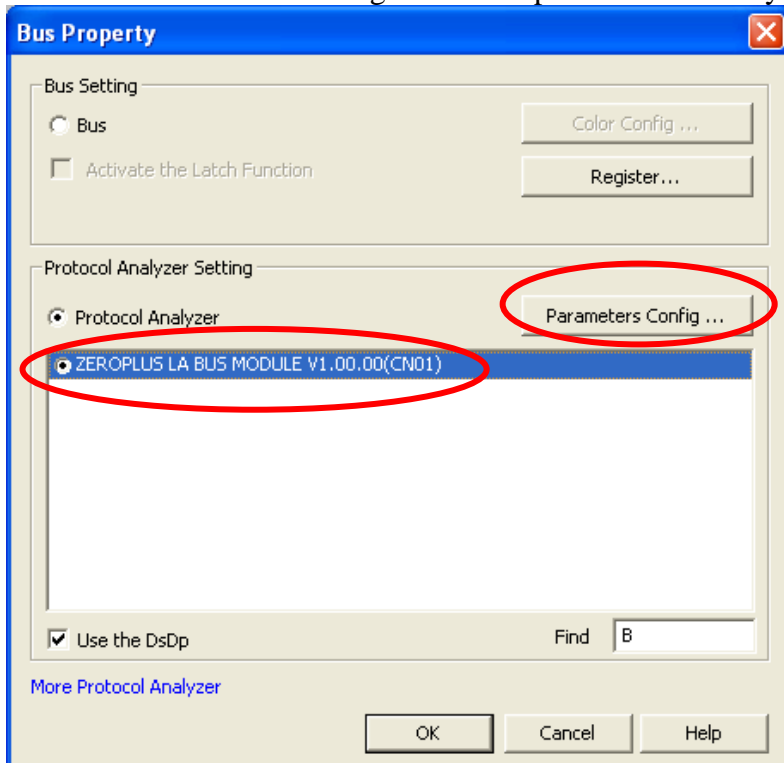 Bus Property
Bus Setting
Bus
Color Config ...
Activate the Latch Function
Register...
Protocol Analyzer Setting
Protocol Analyzer
Parameters Config ...
ZEROPLUS LA BUS MODULE V1.00.00(CN01)
Use the DsDp
Find B
More Protocol Analyzer
OK Cancel Help